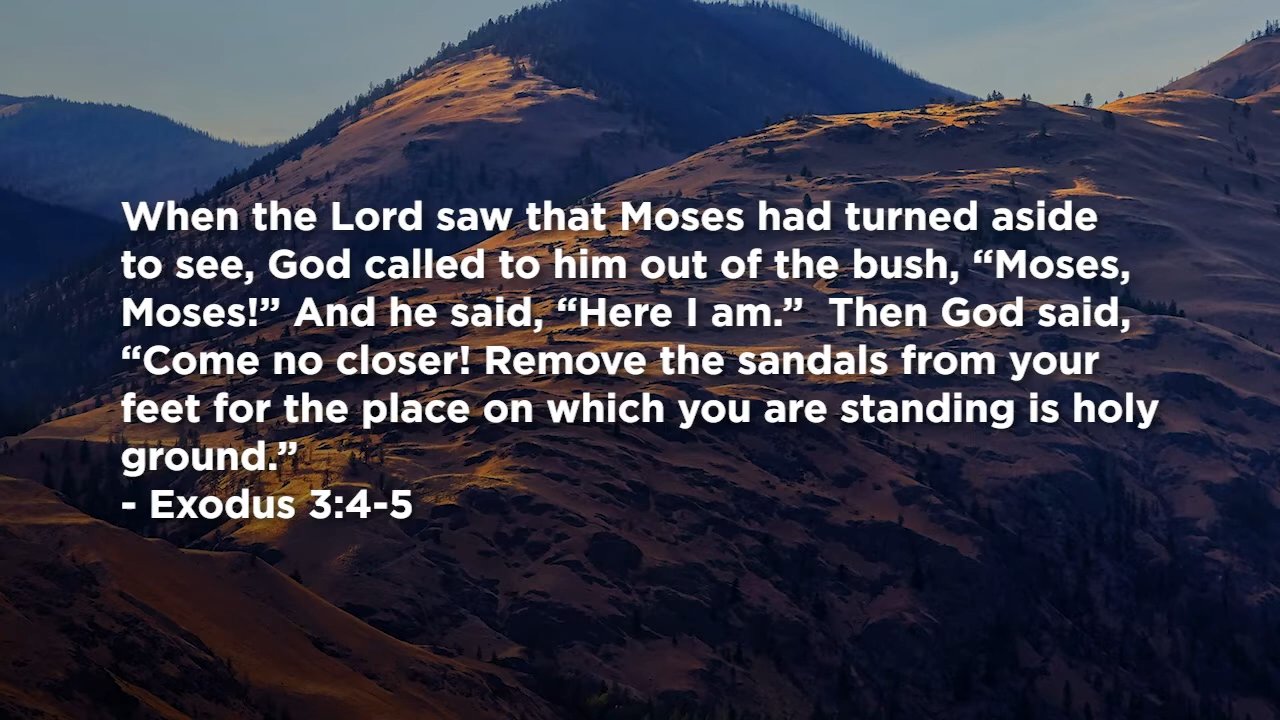 When the Lord saw that Moses had turned aside
to see, God called to him out of the bush, “Moses,
Moses!” And he said, “Here I am.”  Then God said,
“Come no closer! Remove the sandals from your
feet for the place on which you are standing is holy
ground.”
- Exodus 3:4-5